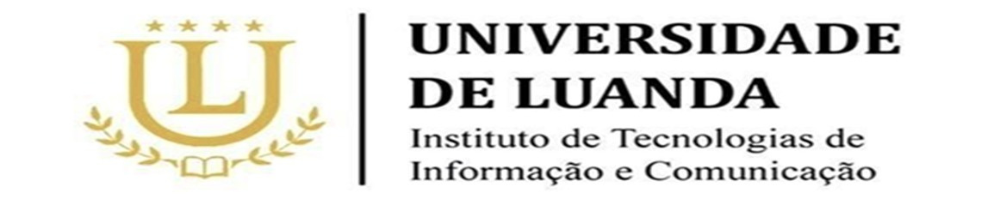 UL
UNIVERSIDADE
DE LUANDA
Instituto de Tecnologias de
Informação e Comunicação